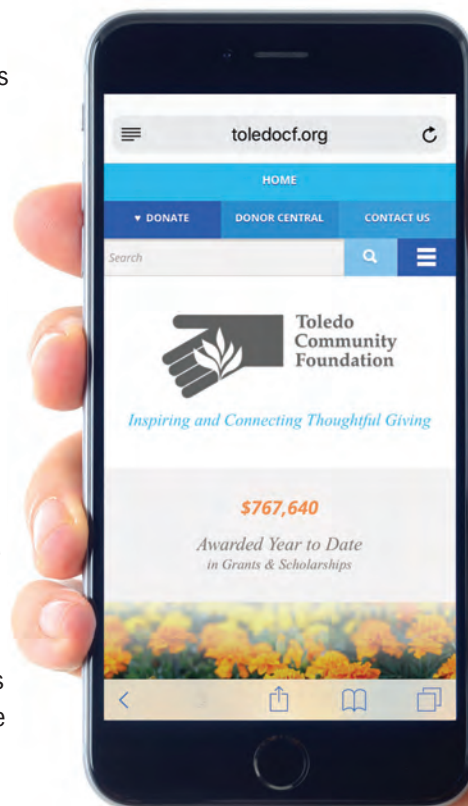 s
toledocf.org
HOME
♥ DONATE
DONOR CENTRAL
CONTACT US
Search
Toledo
Community
Foundation
Inspiring and Connecting Thoughtful Giving
$767,640
Awarded Year to Date
in Grants & Scholarships
s
e